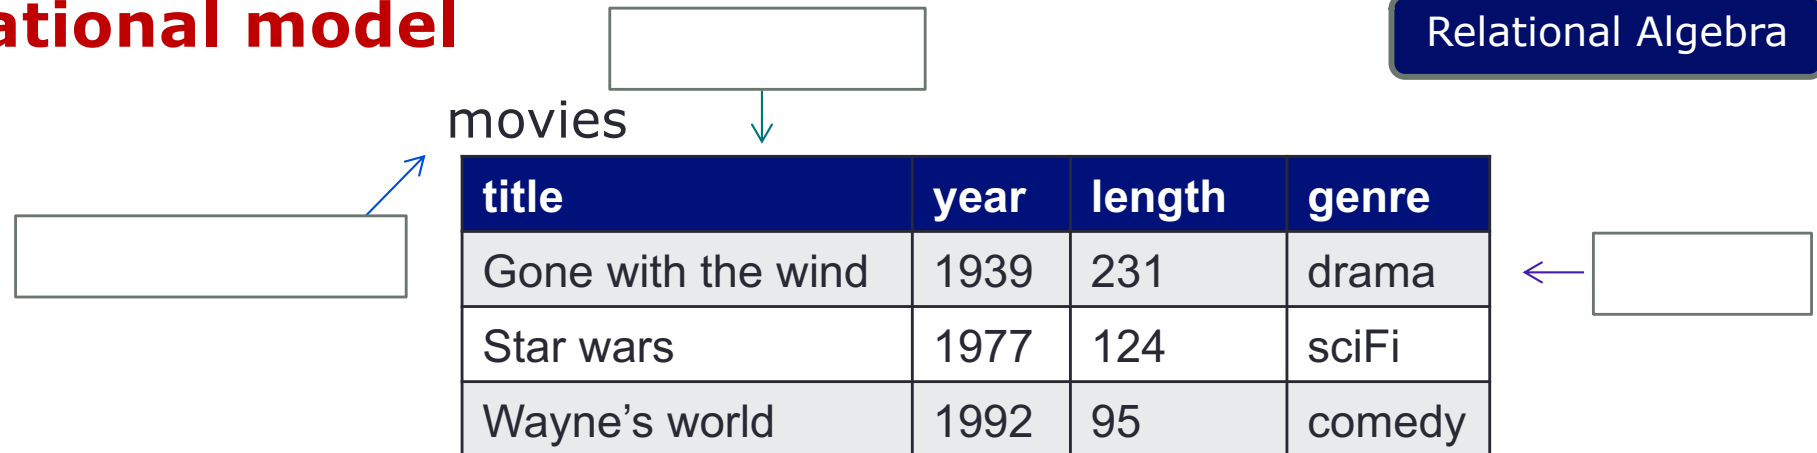 ational model
Relational Algebra
movies
title year length genre
Gone with the wind 1939 231 drama
Star wars 1977 124 sciFi
Wayne’s world 1992 95 comedy